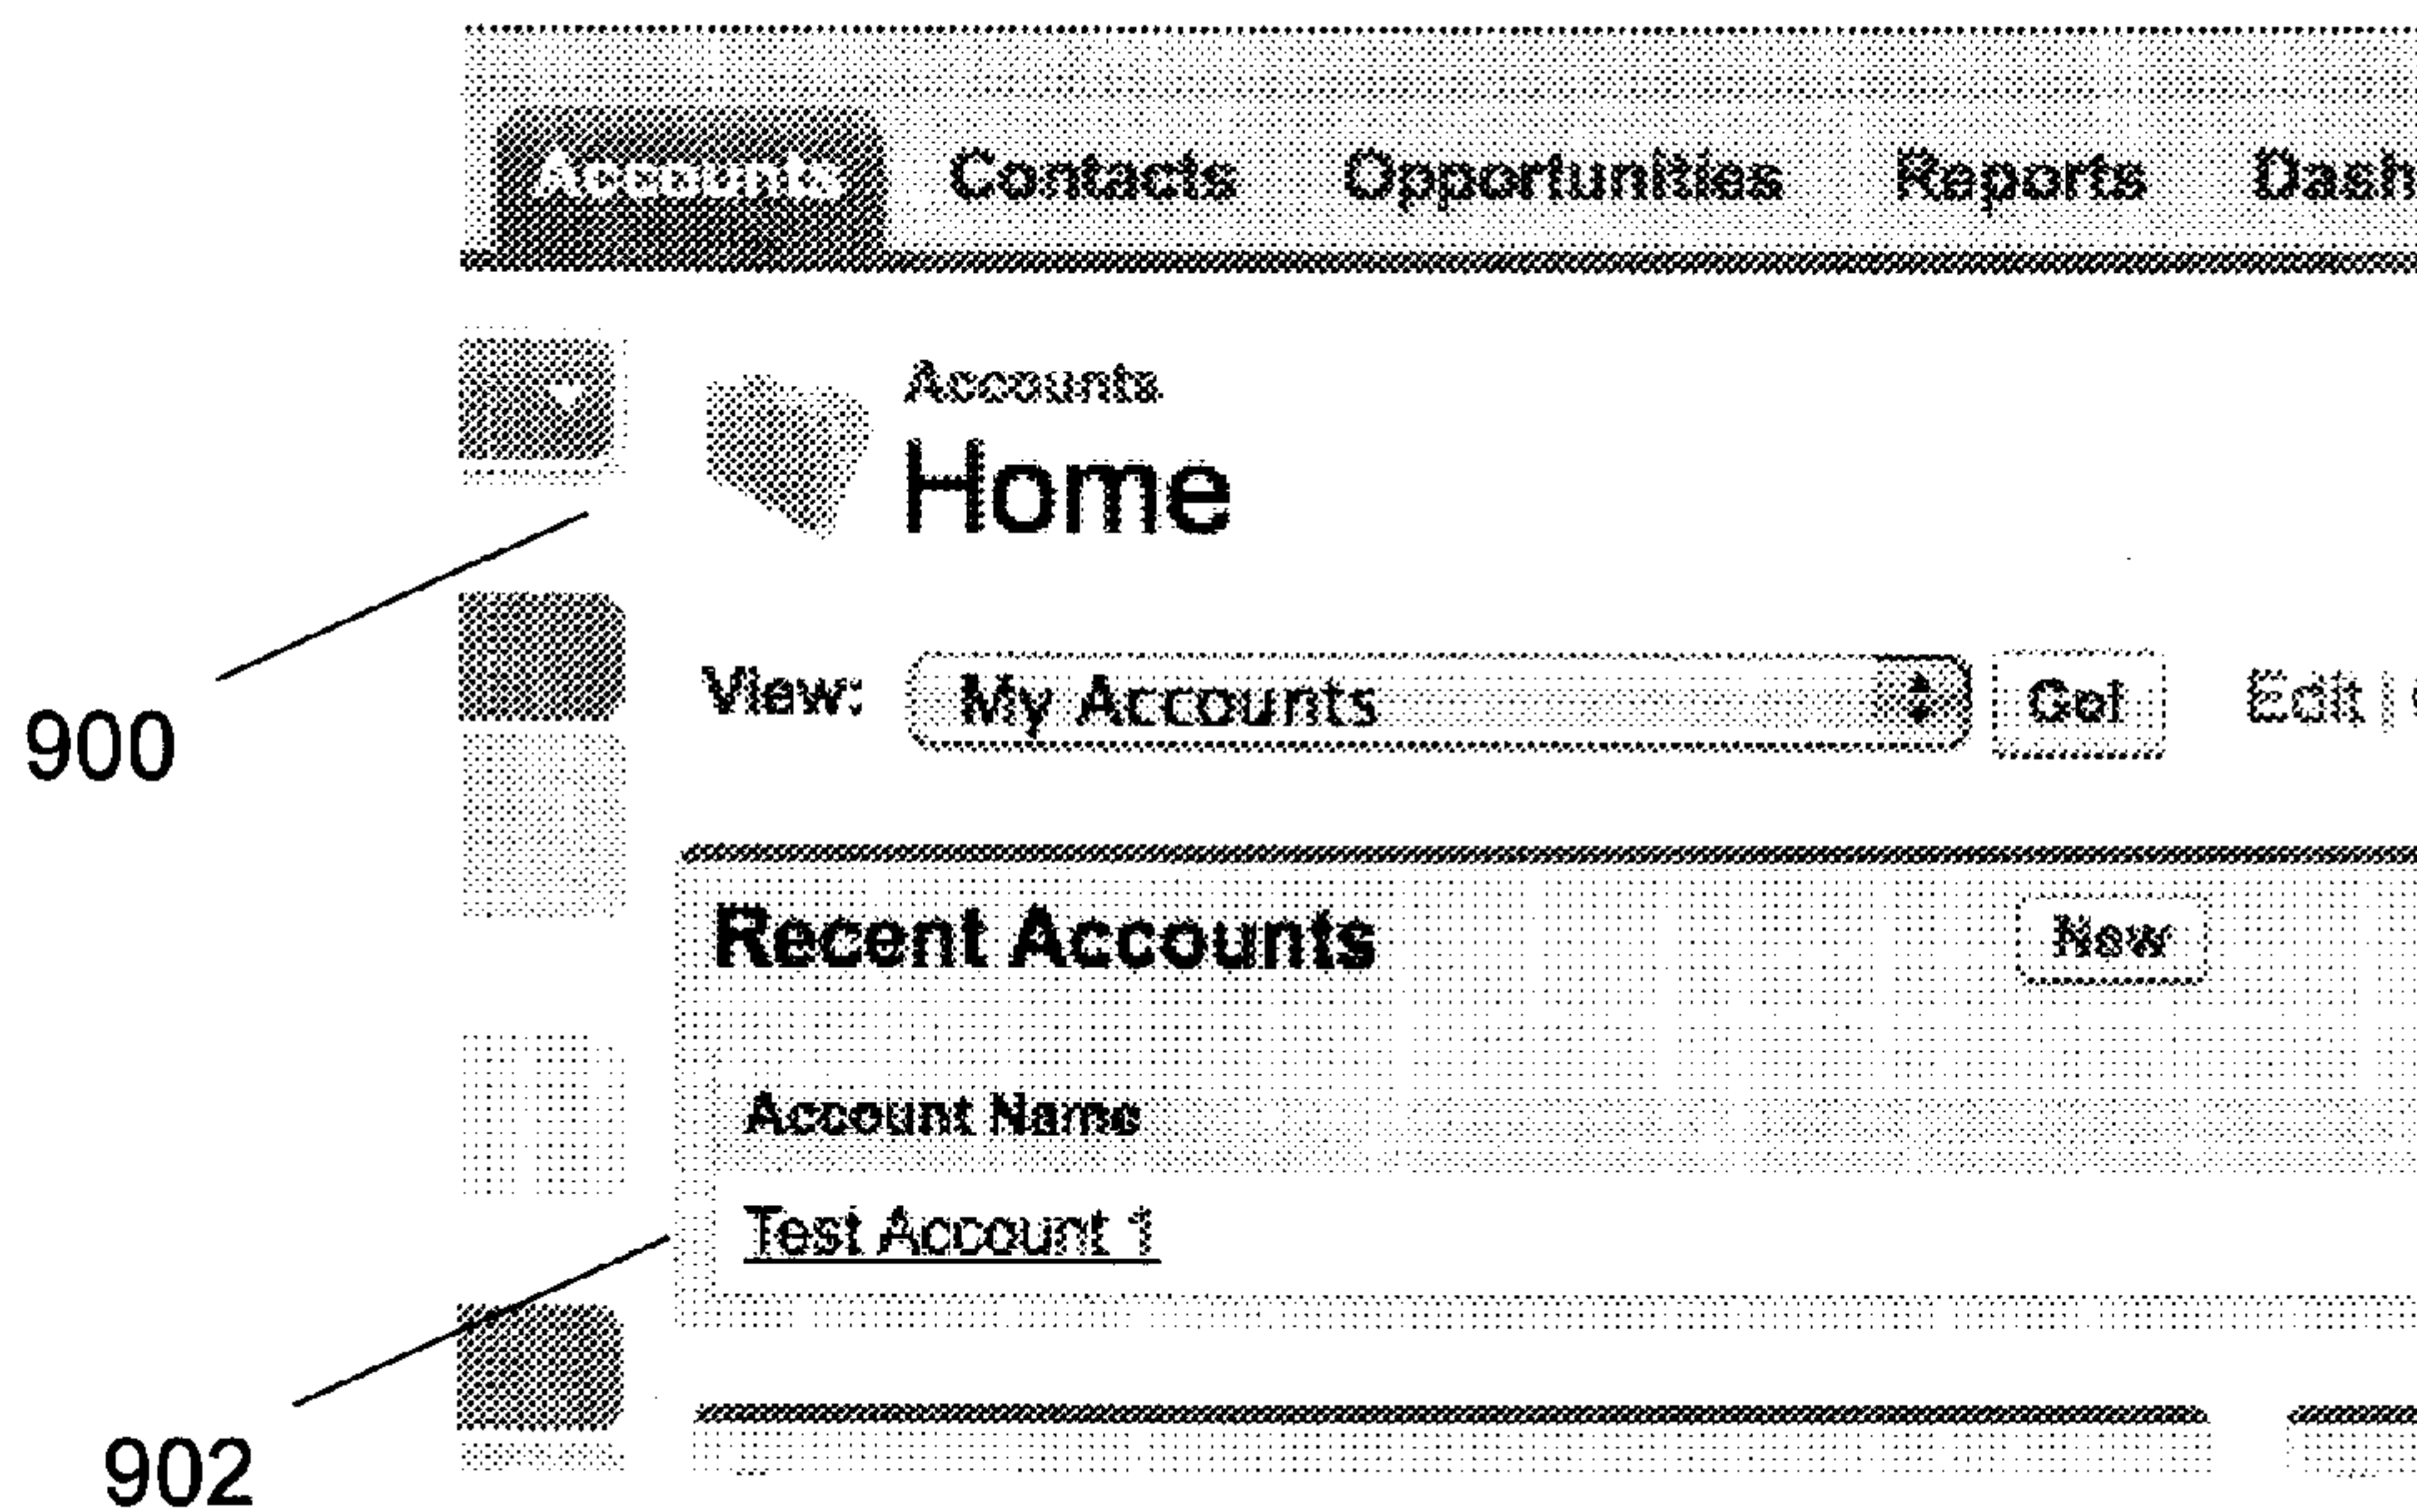 Accounts Contacts Opportunities Reports Dash
Accounts
Home
View: My Accounts Go! Edit |
900
Recent Accounts New
Account Name
Test Account 1
902